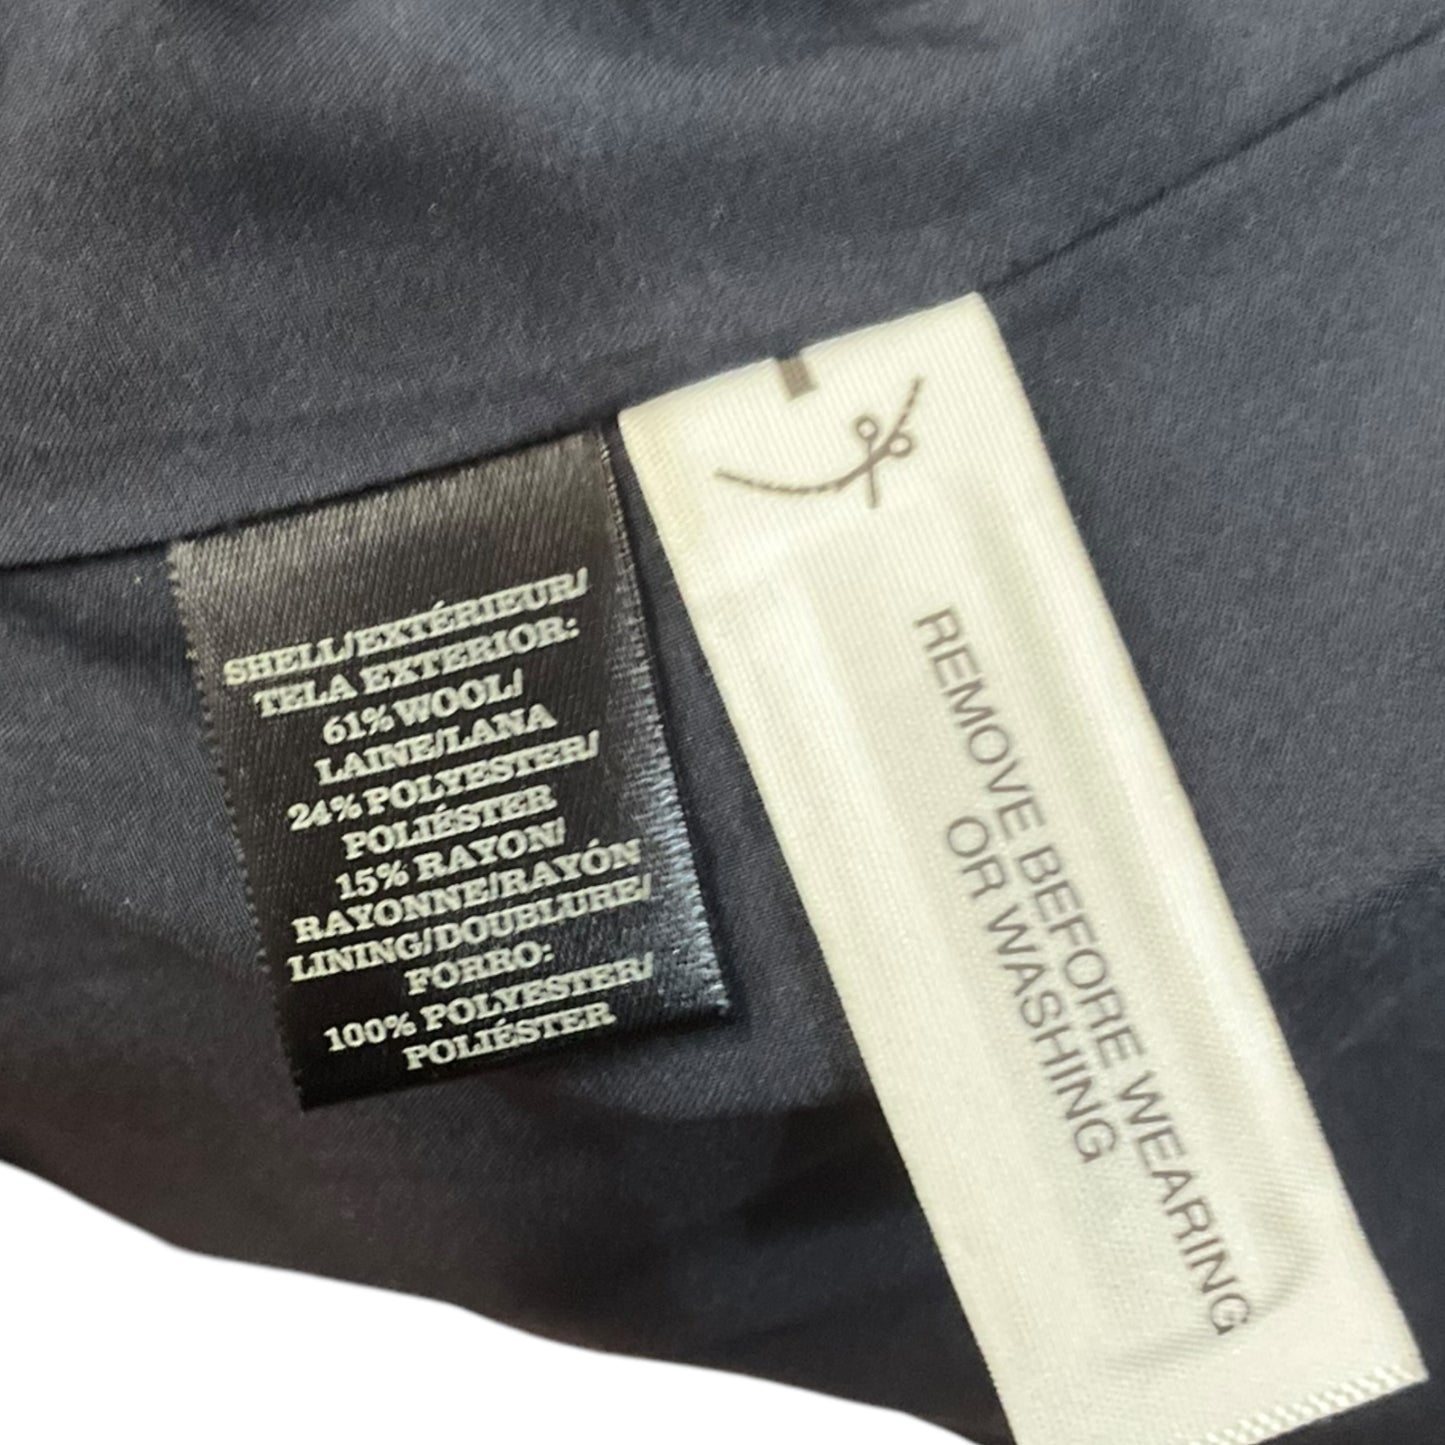 SHELL/EXTÉRIEUR/
TELA EXTERIOR:
61% WOOL/
LAINE/LANA
24% POLYESTER/
POLIÉSTER
15% RAYON/
RAYONNE/RAYÓN
LINING/DOUBLURE/
FORRO:
100% POLYESTER/
POLIÉSTER
REMOVE BEFORE WEARING
OR WASHING